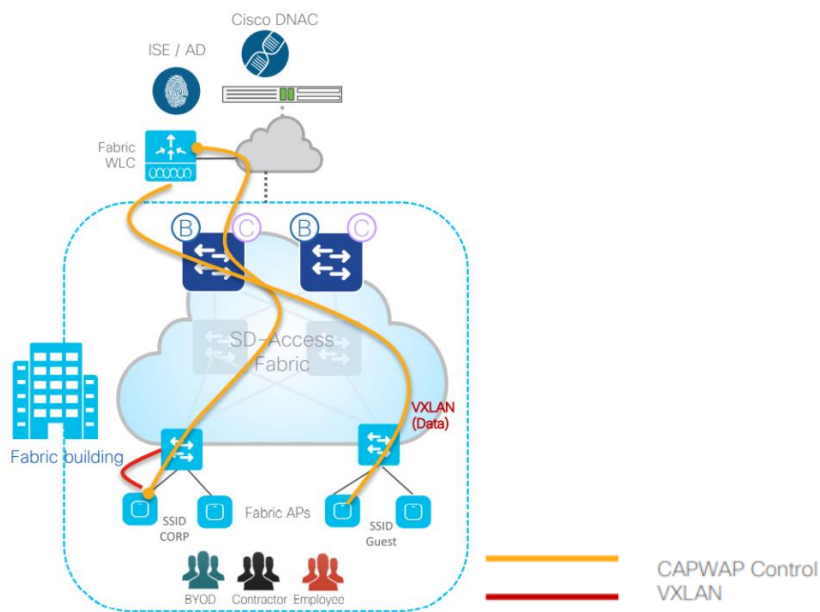 Cisco DNAC
ISE / AD
Fabric
WLC
B
C
B
C
SD-Access
Fabric
VXLAN
(Data)
Fabric building
SSID
CORP
Fabric APs
SSID
Guest
BYOD
Contractor
Employee
CAPWAP Control
VXLAN